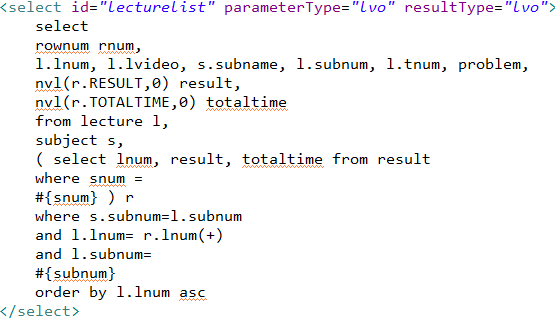 <select id="lecturelist" parameterType="lvo" resultType="lvo">
select
rownum rnum,
l.lnum, l.lvideo, s.subname, l.subnum, l.tnum, problem,
nvl(r.RESULT,0) result,
nvl(r.TOTALTIME,0) totaltime
from lecture l,
subject s,
( select lnum, result, totaltime from result
where snum =
#{snum} ) r
where s.subnum=l.subnum
and l.lnum= r.lnum(+)
and l.subnum=
#{subnum}
order by l.lnum asc
</select>